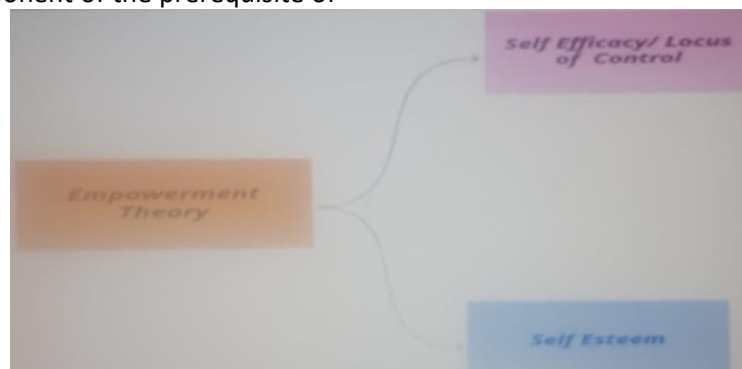 of the prerequisite of
Self Efficacy/ Locus
of Control
Empowerment
Theory
Self Esteem